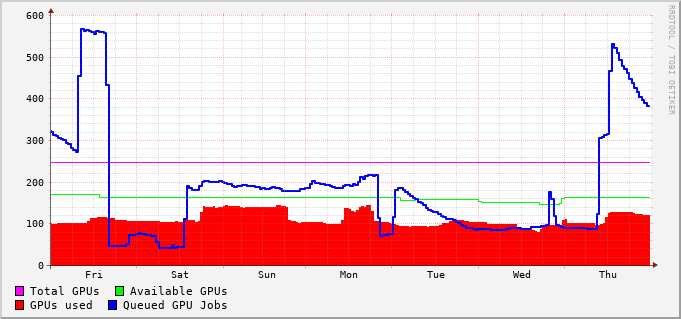 600
500
400
300
200
100
0
Fri Sat Sun Mon Tue Wed Thu
Total GPUs Available GPUs
GPUs used Queued GPU Jobs
RRDTOOL / TOBI OETIKER